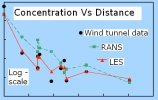 Concentration Vs Distance
Wind tunnel data
RANS
LES
Log -
scale